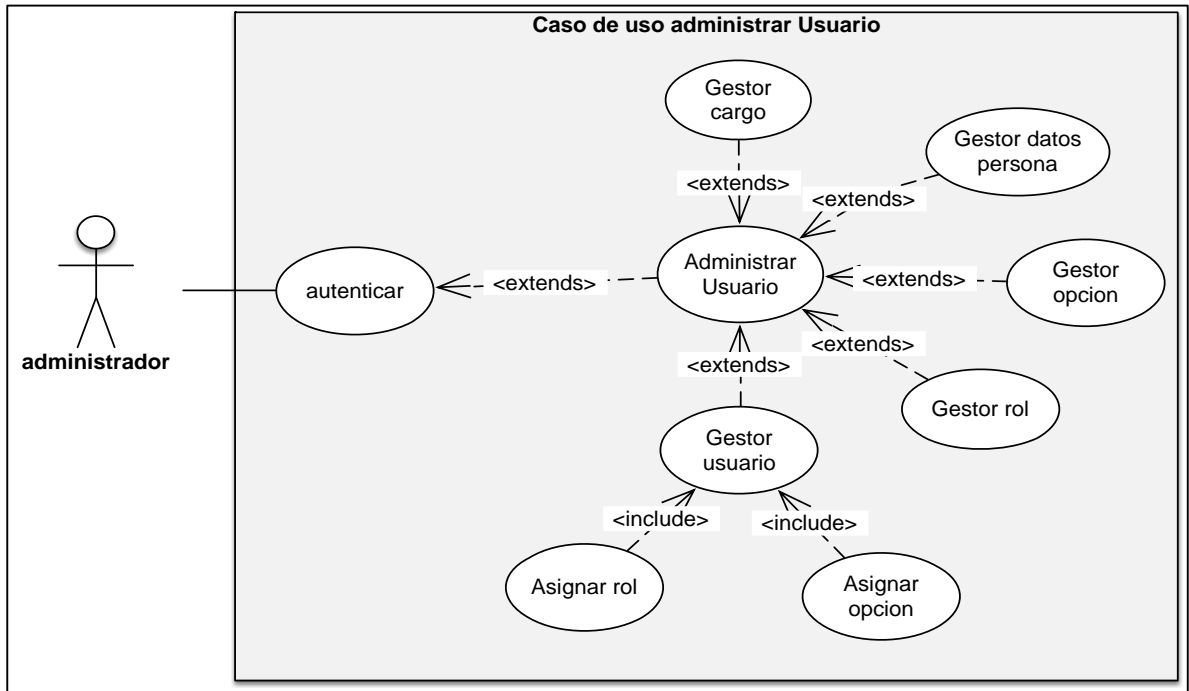 Caso de uso administrar Usuario
Gestor
cargo
Gestor datos
persona
<extends>
<extends>
Administrar
Usuario
autenticar
<extends>
<extends>
Gestor
opcion
administrador
<extends>
<extends>
Gestor rol
Gestor
usuario
<include>
<include>
Asignar rol
Asignar
opcion